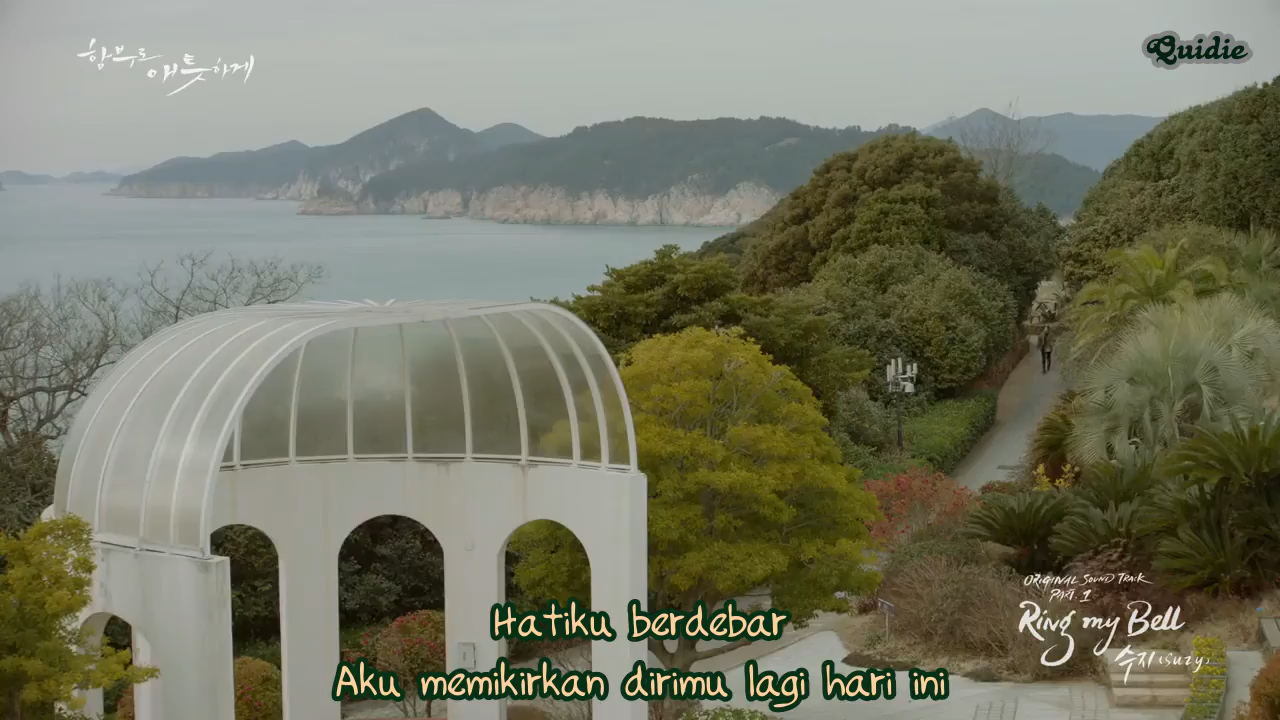 함부로
애틋하게
Quidie
ORIGINAL SOUND TRACK
PART.1
Ring my Bell
수지(SUZY)
Hatiku berdebar
Aku memikirkan dirimu lagi hari ini